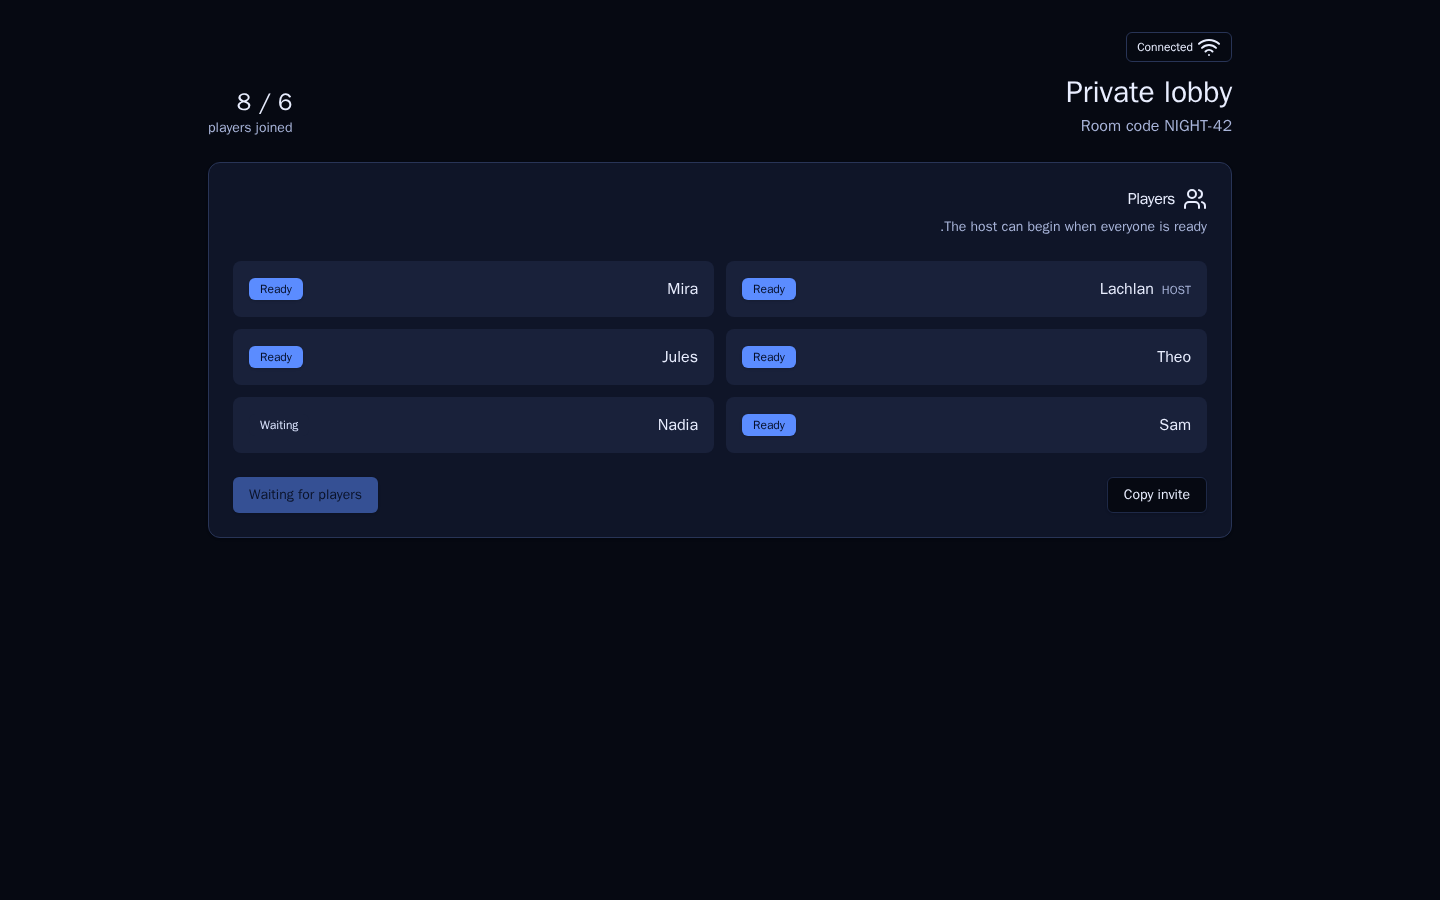 Connected
Private lobby
Room code NIGHT-42
8 / 6
players joined
Players
.The host can begin when everyone is ready
Lachlan HOST
Ready
Mira
Ready
Theo
Ready
Jules
Ready
Sam
Ready
Nadia
Waiting
Copy invite
Waiting for players